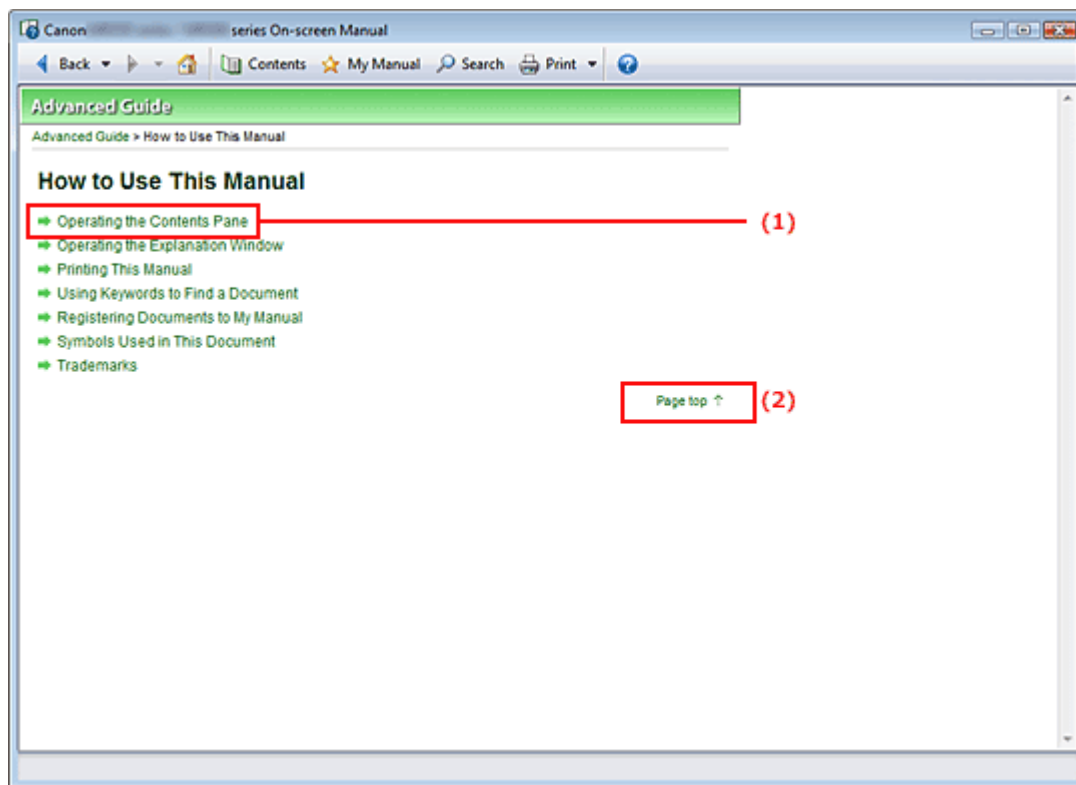 Canon series On-screen Manual
Back Contents My Manual Search Print
Advanced Guide
Advanced Guide > How to Use This Manual
How to Use This Manual
Operating the Contents Pane (1)
Operating the Explanation Window
Printing This Manual
Using Keywords to Find a Document
Registering Documents to My Manual
Symbols Used in This Document
Trademarks
Page top ↑ (2)